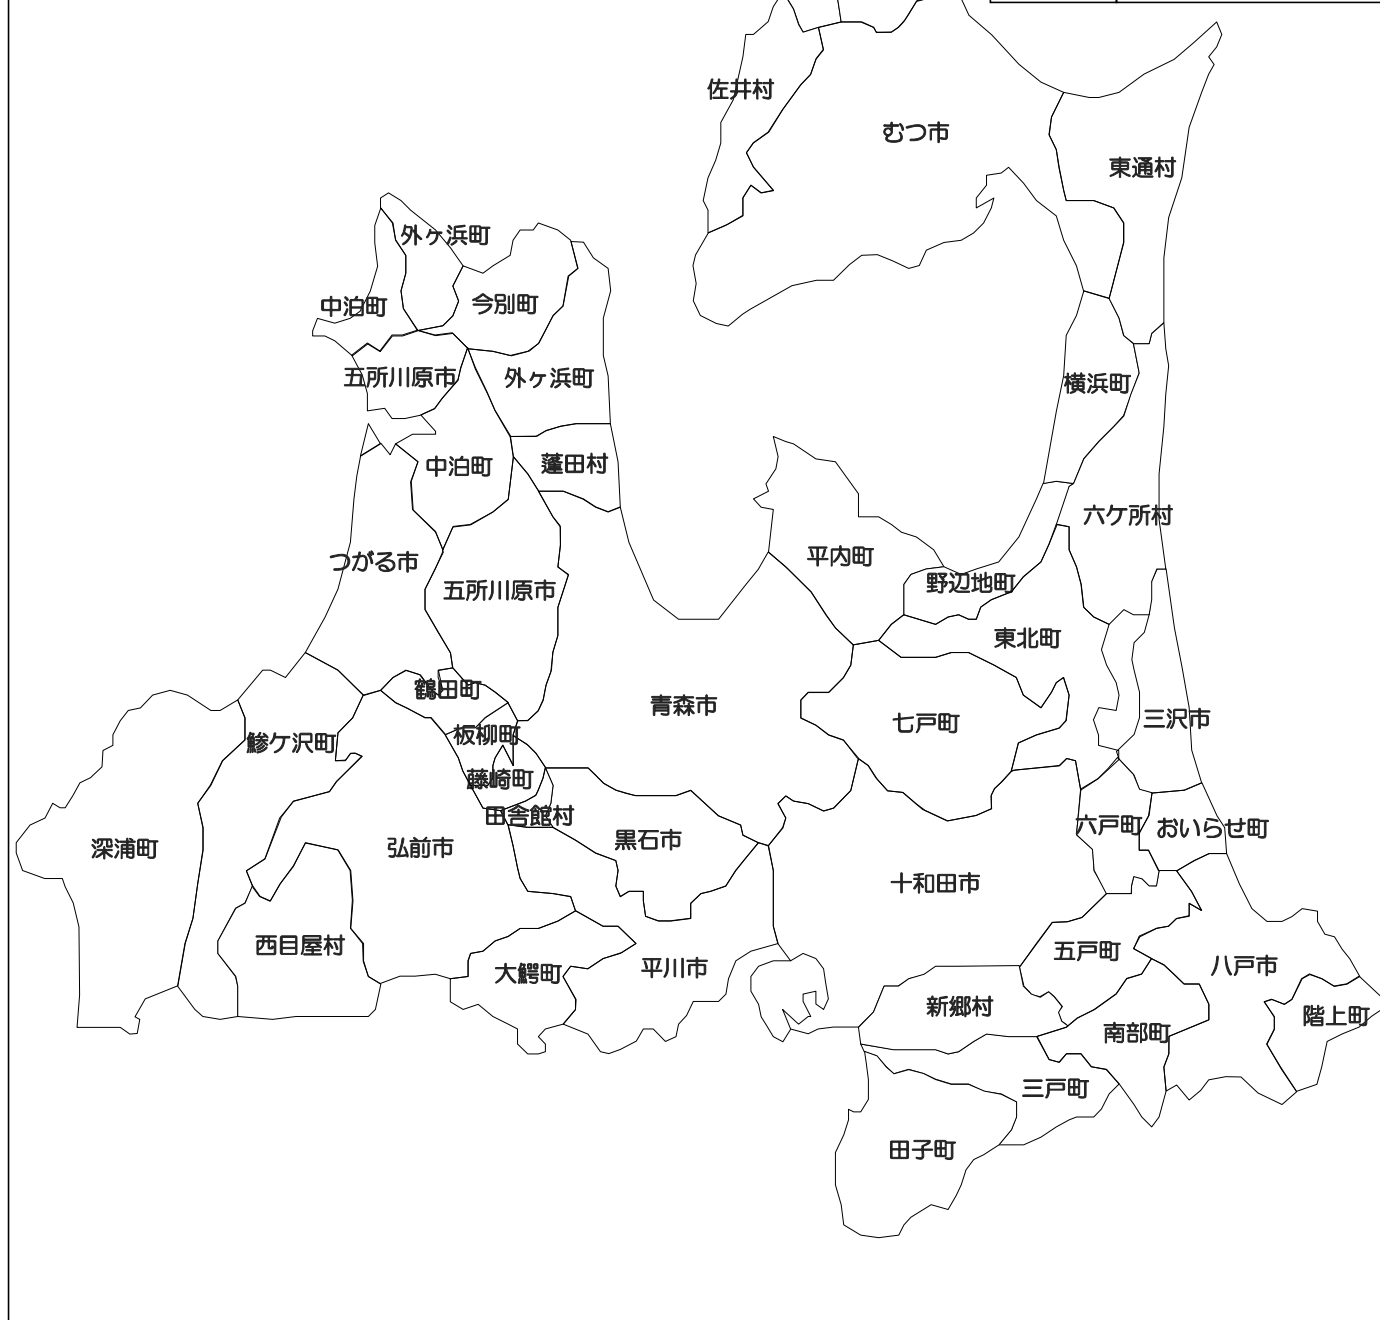 佐井村
むつ市
東通村
外ヶ浜町
中泊町
今別町
五所川原市
外ヶ浜町
横浜町
中泊町
蓬田村
六ケ所村
つがる市
平内町
野辺地町
五所川原市
東北町
鶴田町
青森市
三沢市
七戸町
板柳町
鰺ケ沢町
藤崎町
田舎館村
六戸町
おいらせ町
深浦町
弘前市
黒石市
十和田市
西目屋村
五戸町
大鰐町
平川市
八戸市
新郷村
階上町
南部町
三戸町
田子町